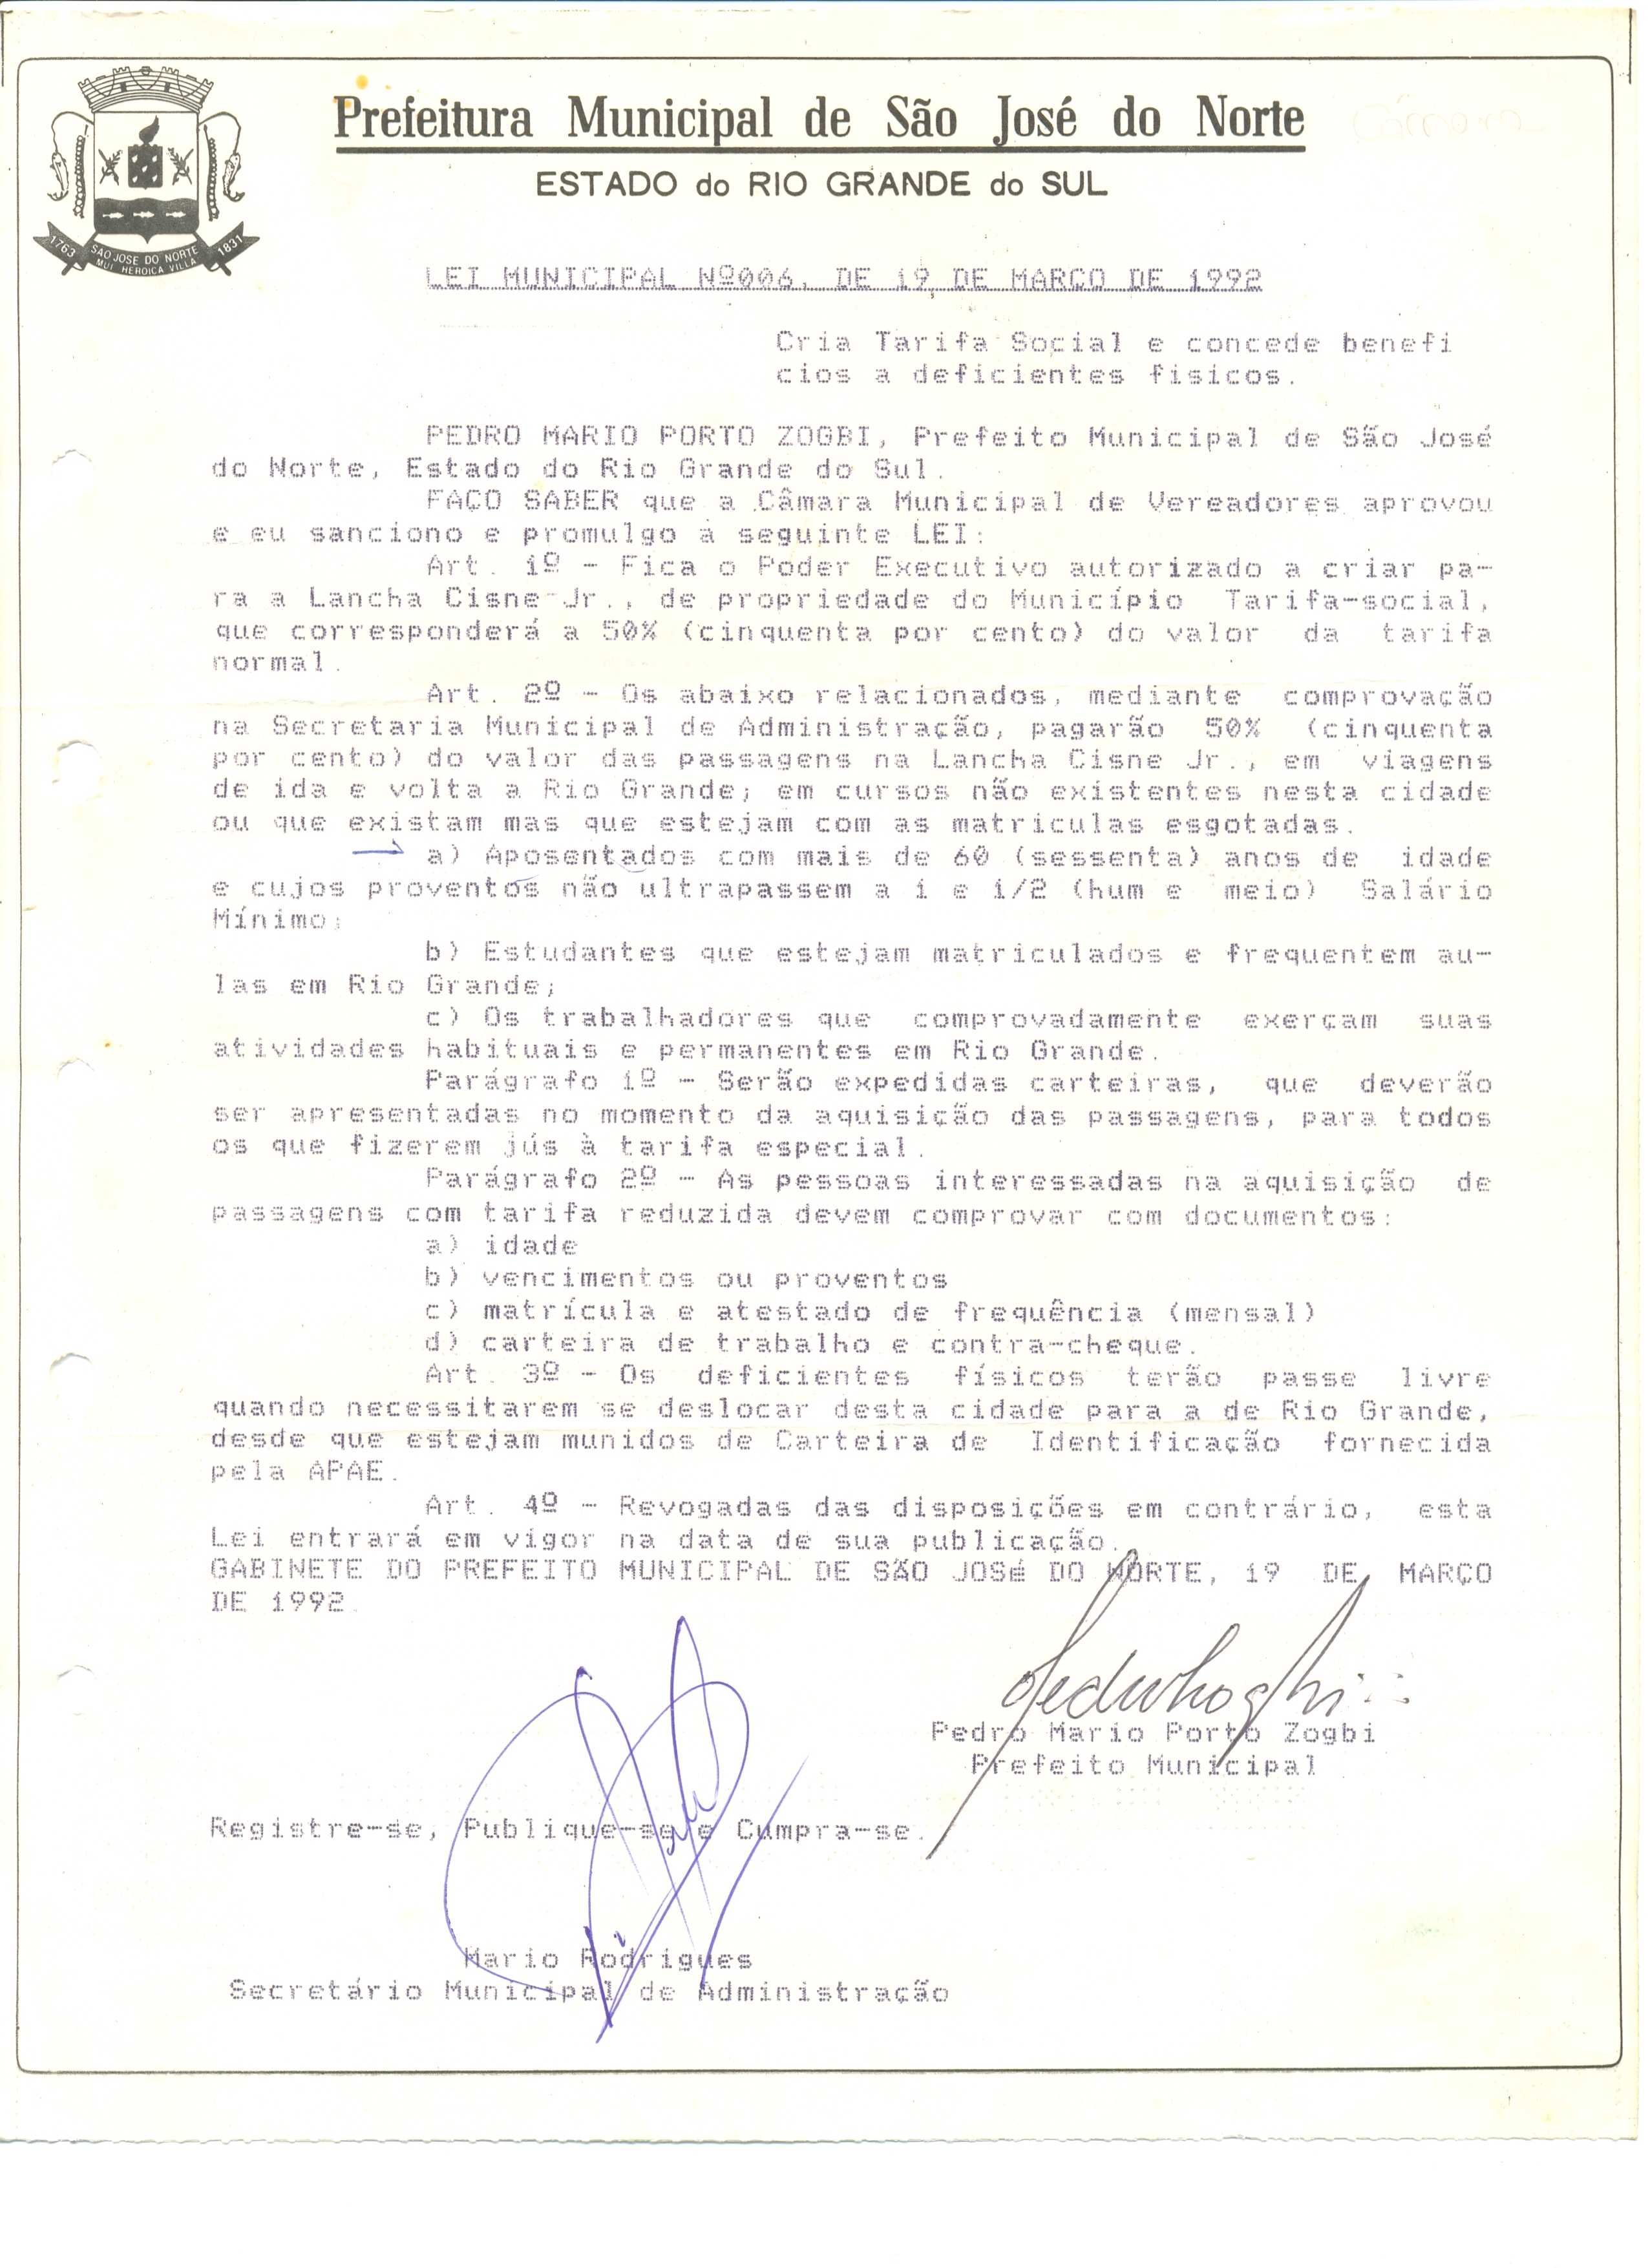 Prefeitura Municipal de São José do Norte
ESTADO do RIO GRANDE do SUL
1763 SÃO JOSE DO NORTE 1831
MUI HEROICA VILLA
LEI MUNICIPAL Nº006, DE 19 DE MARÇO DE 1992
Cria Tarifa Social e concede benefi
cios a deficientes fisicos.
PEDRO MARIO PORTO ZOGBI, Prefeito Municipal de São José
do Norte, Estado do Rio Grande do Sul.
FAÇO SABER que a Câmara Municipal de Vereadores aprovou
e eu sanciono e promulgo a seguinte LEI:
Art. 1º - Fica o Poder Executivo autorizado a criar pa-
ra a Lancha Cisne Jr., de propriedade do Município Tarifa-social,
que corresponderá a 50% (cinquenta por cento) do valor da tarifa
normal.
Art. 2º - Os abaixo relacionados, mediante comprovação
na Secretaria Municipal de Administração, pagarão 50% (cinquenta
por cento) do valor das passagens na Lancha Cisne Jr., em viagens
de ida e volta a Rio Grande; em cursos não existentes nesta cidade
ou que existam mas que estejam com as matriculas esgotadas.
a) Aposentados com mais de 60 (sessenta) anos de idade
e cujos proventos não ultrapassem a 1 e 1/2 (hum e meio) Salário
Mínimo;
b) Estudantes que estejam matriculados e frequentem au-
las em Rio Grande;
c) Os trabalhadores que comprovadamente exerçam suas
atividades habituais e permanentes em Rio Grande.
Parágrafo 1º - Serão expedidas carteiras, que deverão
ser apresentadas no momento da aquisição das passagens, para todos
os que fizerem jús à tarifa especial.
Parágrafo 2º - As pessoas interessadas na aquisição de
passagens com tarifa reduzida devem comprovar com documentos:
a) idade
b) vencimentos ou proventos
c) matrícula e atestado de frequência (mensal)
d) carteira de trabalho e contra-cheque.
Art. 3º - Os deficientes físicos terão passe livre
quando necessitarem se deslocar desta cidade para a de Rio Grande,
desde que estejam munidos de Carteira de Identificação fornecida
pela APAE.
Art. 4º - Revogadas das disposições em contrário, esta
Lei entrará em vigor na data de sua publicação.
GABINETE DO PREFEITO MUNICIPAL DE SÃO JOSé DO NORTE, 19 DE MARÇO
DE 1992.
Pedro Mario Porto Zogbi
Prefeito Municipal
Registre-se, Publique-se e Cumpra-se.
Mario Rodrigues
Secretário Municipal de Administração